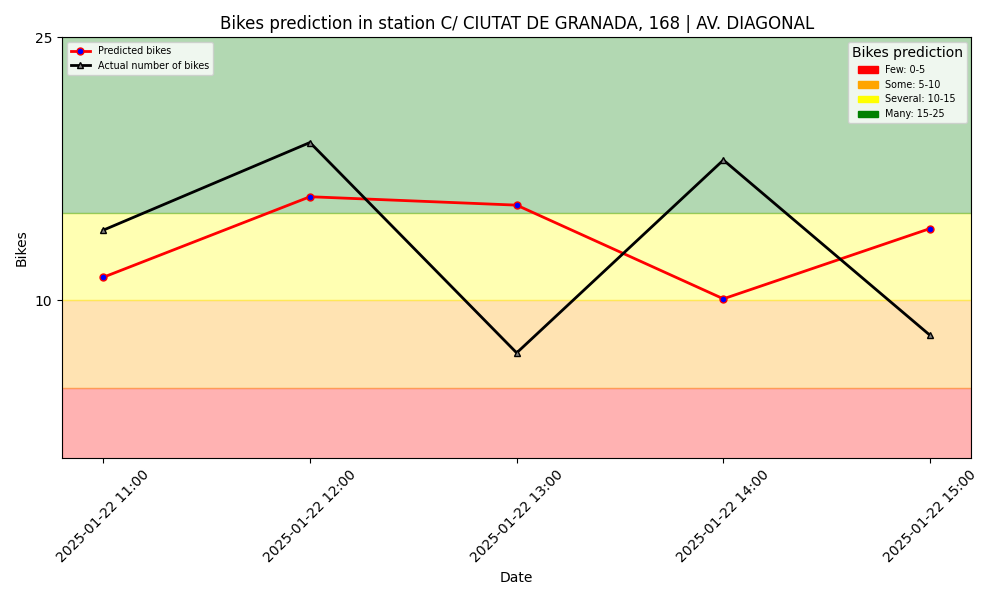 Bikes prediction in station C/ CIUTAT DE GRANADA, 168 | AV. DIAGONAL
25
10
Bikes
Predicted bikes
Actual number of bikes
Bikes prediction
Few: 0-5
Some: 5-10
Several: 10-15
Many: 15-25
2025-01-22 11:00
2025-01-22 12:00
2025-01-22 13:00
2025-01-22 14:00
2025-01-22 15:00
Date